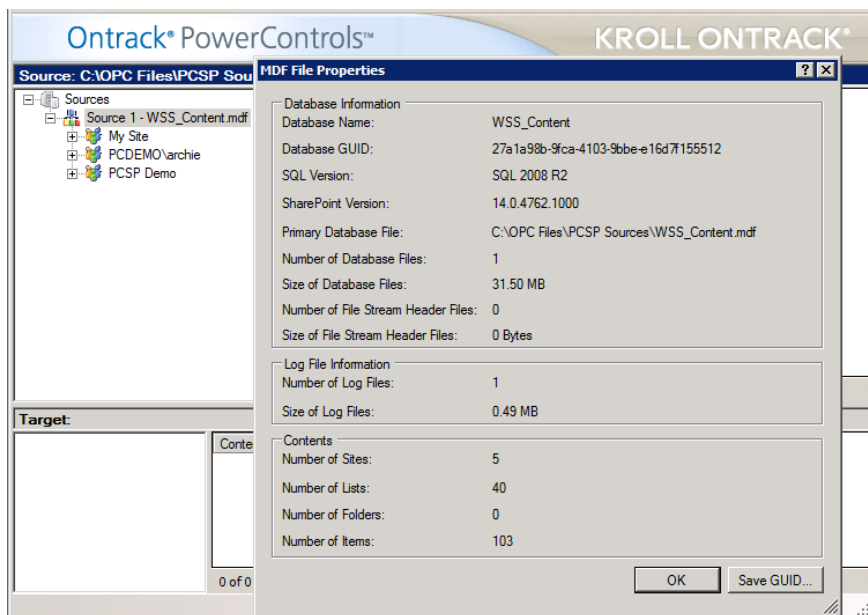 Ontrack® PowerControls™
KROLL ONTRACK®
Source: C:\OPC Files\PCSP Sou
Sources
Source 1 - WSS_Content.mdf
My Site
PCDEMO\archie
PCSP Demo
MDF File Properties
Database Information
Database Name: WSS_Content
Database GUID: 27a1a98b-9fca-4103-9bbe-e16d7f155512
SQL Version: SQL 2008 R2
SharePoint Version: 14.0.4762.1000
Primary Database File: C:\OPC Files\PCSP Sources\WSS_Content.mdf
Number of Database Files: 1
Size of Database Files: 31.50 MB
Number of File Stream Header Files: 0
Size of File Stream Header Files: 0 Bytes
Log File Information
Number of Log Files: 1
Size of Log Files: 0.49 MB
Contents
Number of Sites: 5
Number of Lists: 40
Number of Folders: 0
Number of Items: 103
OK
Save GUID...
Target:
Conte
0 of 0